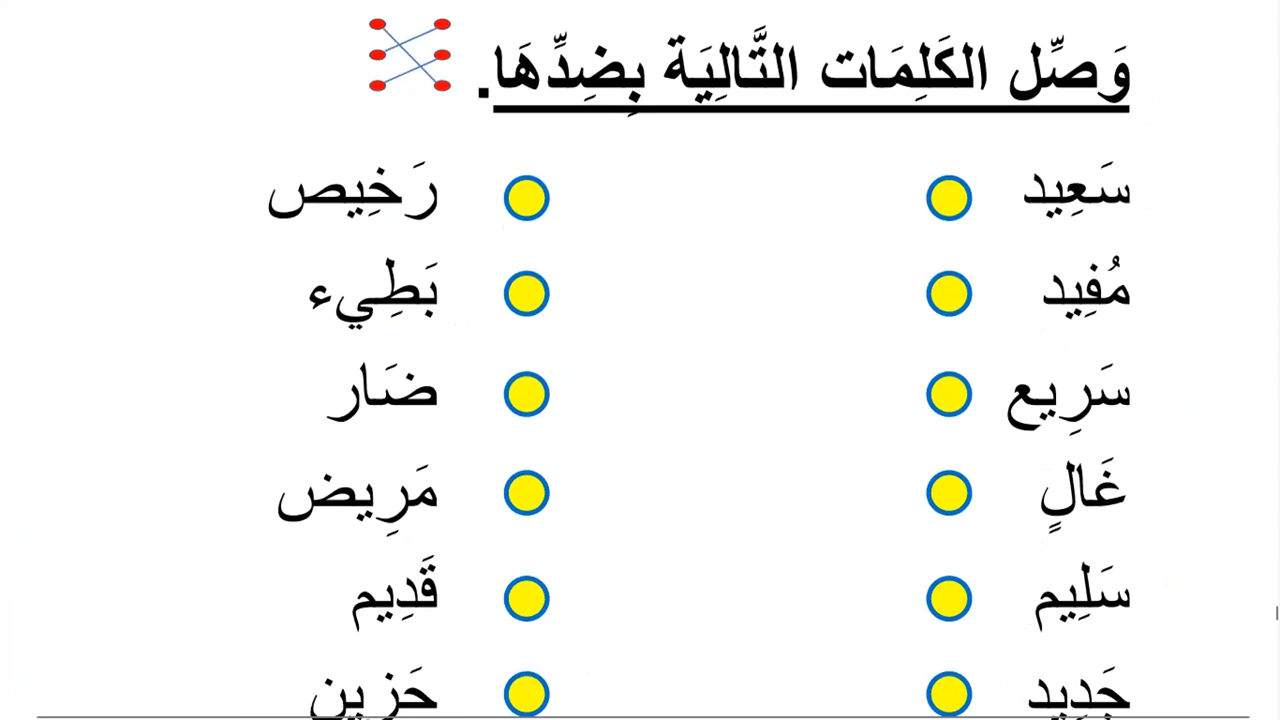 وَصِّل الكَلِمَات التَّالِيَة بِضِدِّهَا.
سَعِيد رَخِيص
مُفِيد بَطِيء
سَرِيع ضَار
غَالٍ مَرِيض
سَلِيم قَدِيم
جَدِيد حَزِين